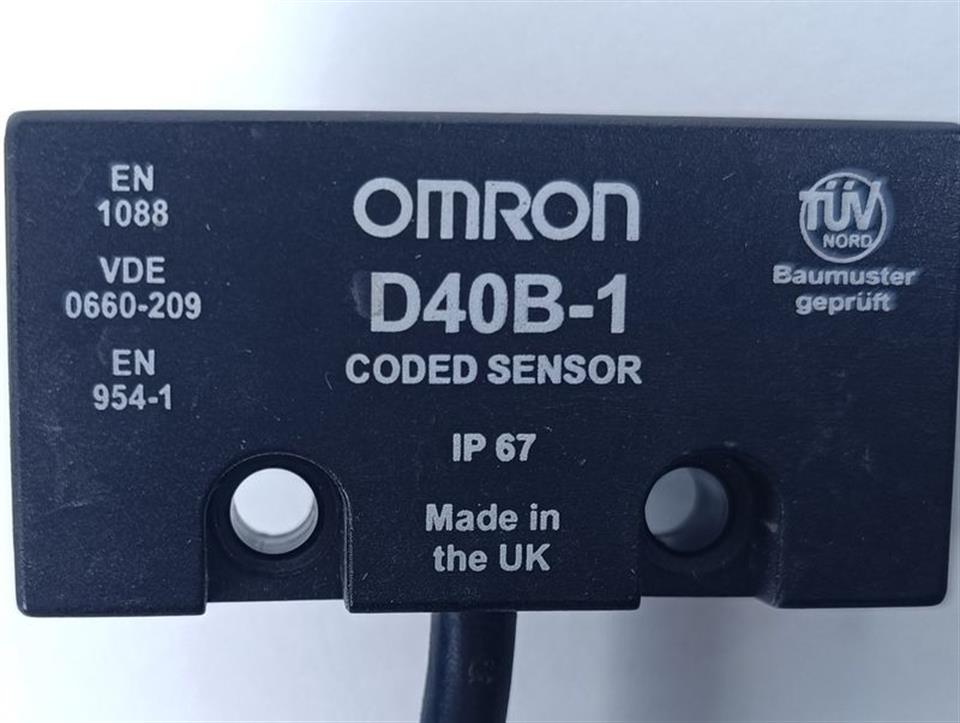 EN
1088
VDE
0660-209
EN
954-1
OMRON
D40B-1
CODED SENSOR
IP 67
Made in
the UK
TÜV
NORD
Baumuster
geprüft